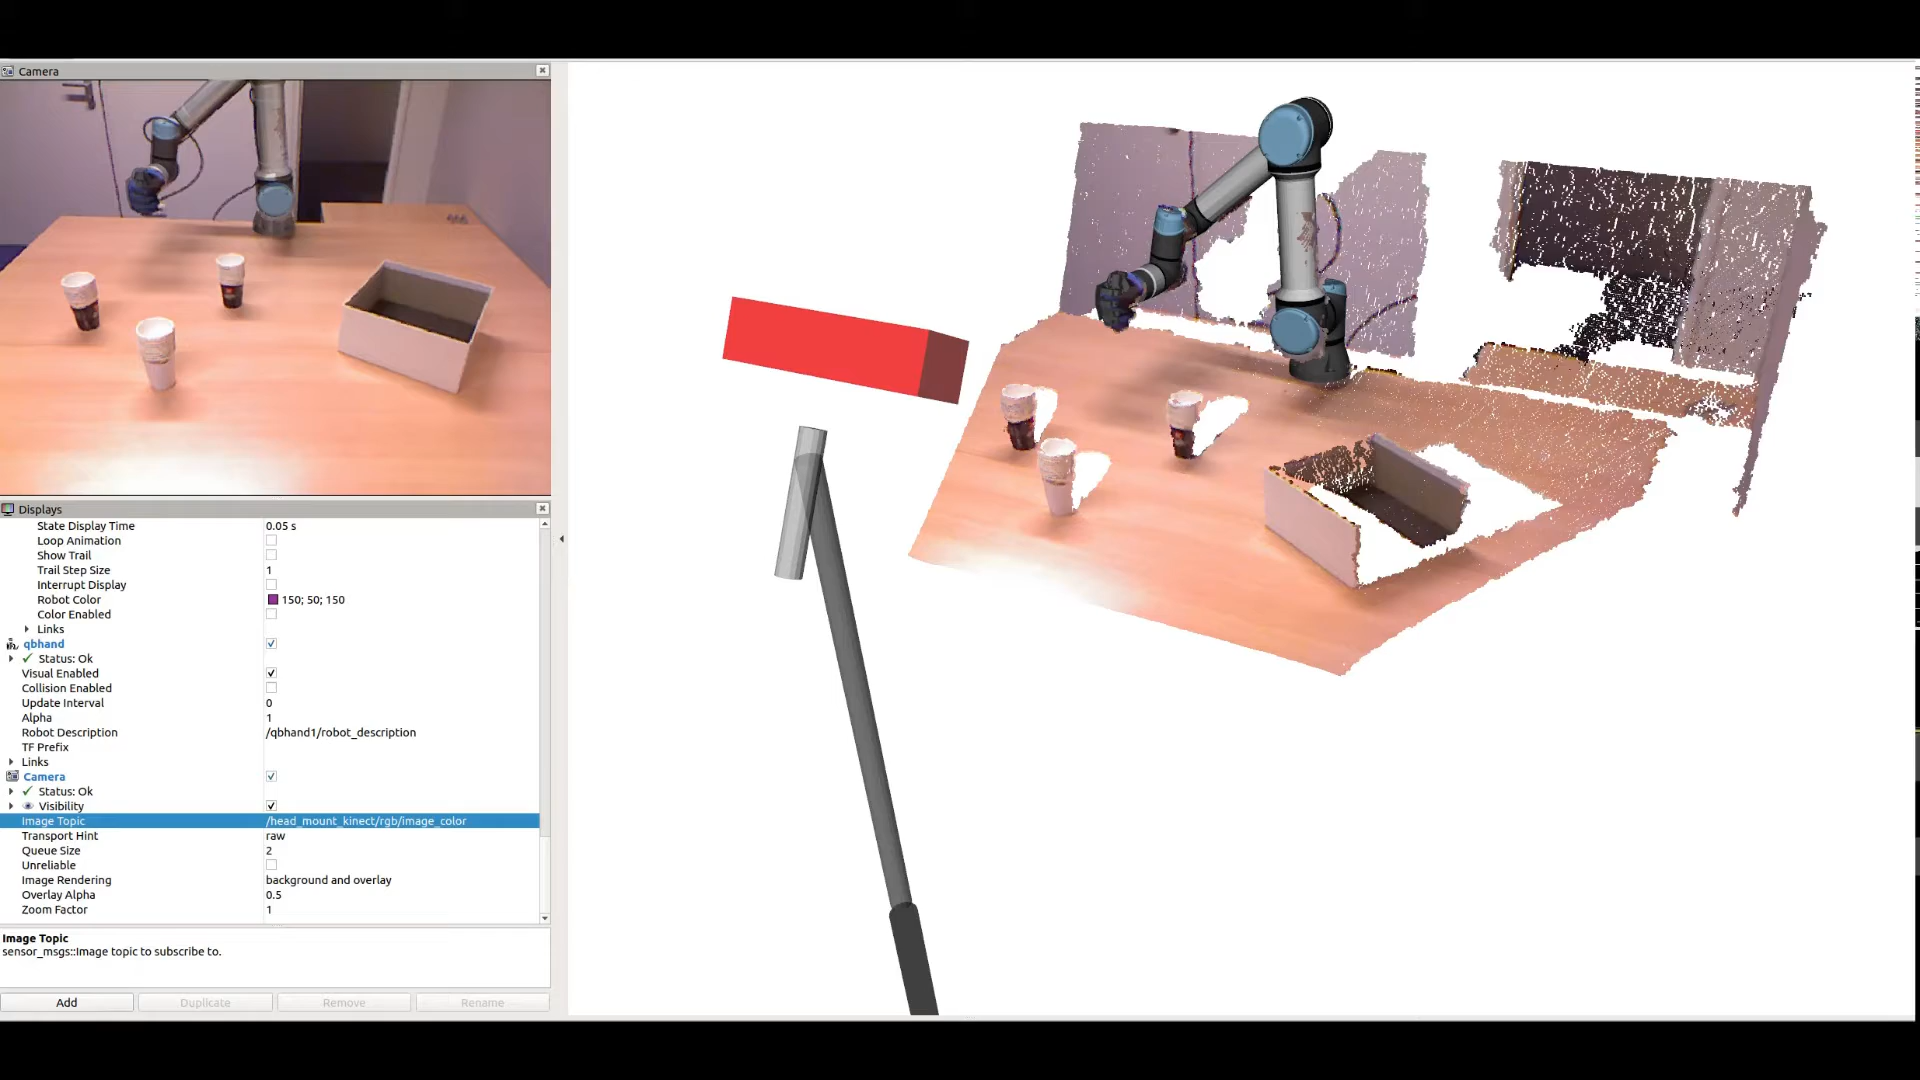 Camera
Displays
State Display Time 0.05 s
Loop Animation
Show Trail
Trail Step Size 1
Interrupt Display
Robot Color 150; 50; 150
Color Enabled
Links
qbhand
Status: Ok
Visual Enabled
Collision Enabled
Update Interval 0
Alpha 1
Robot Description /qbhand1/robot_description
TF Prefix
Links
Camera
Status: Ok
Visibility
Image Topic /head_mount_kinect/rgb/image_color
Transport Hint raw
Queue Size 2
Unreliable
Image Rendering background and overlay
Overlay Alpha 0.5
Zoom Factor 1
Image Topic
sensor_msgs::Image topic to subscribe to.
Add Duplicate Remove Rename